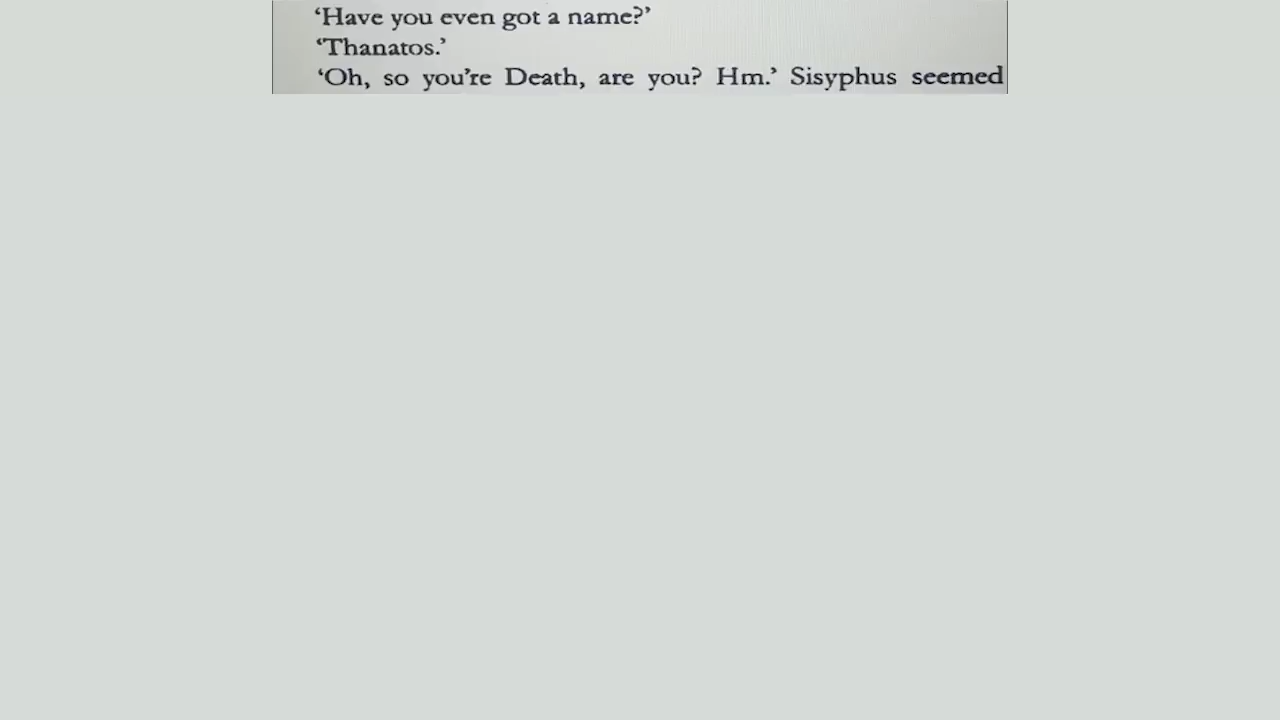 ‘Have you even got a name?’
‘Thanatos.’
‘Oh, so you’re Death, are you? Hm.’ Sisyphus seemed